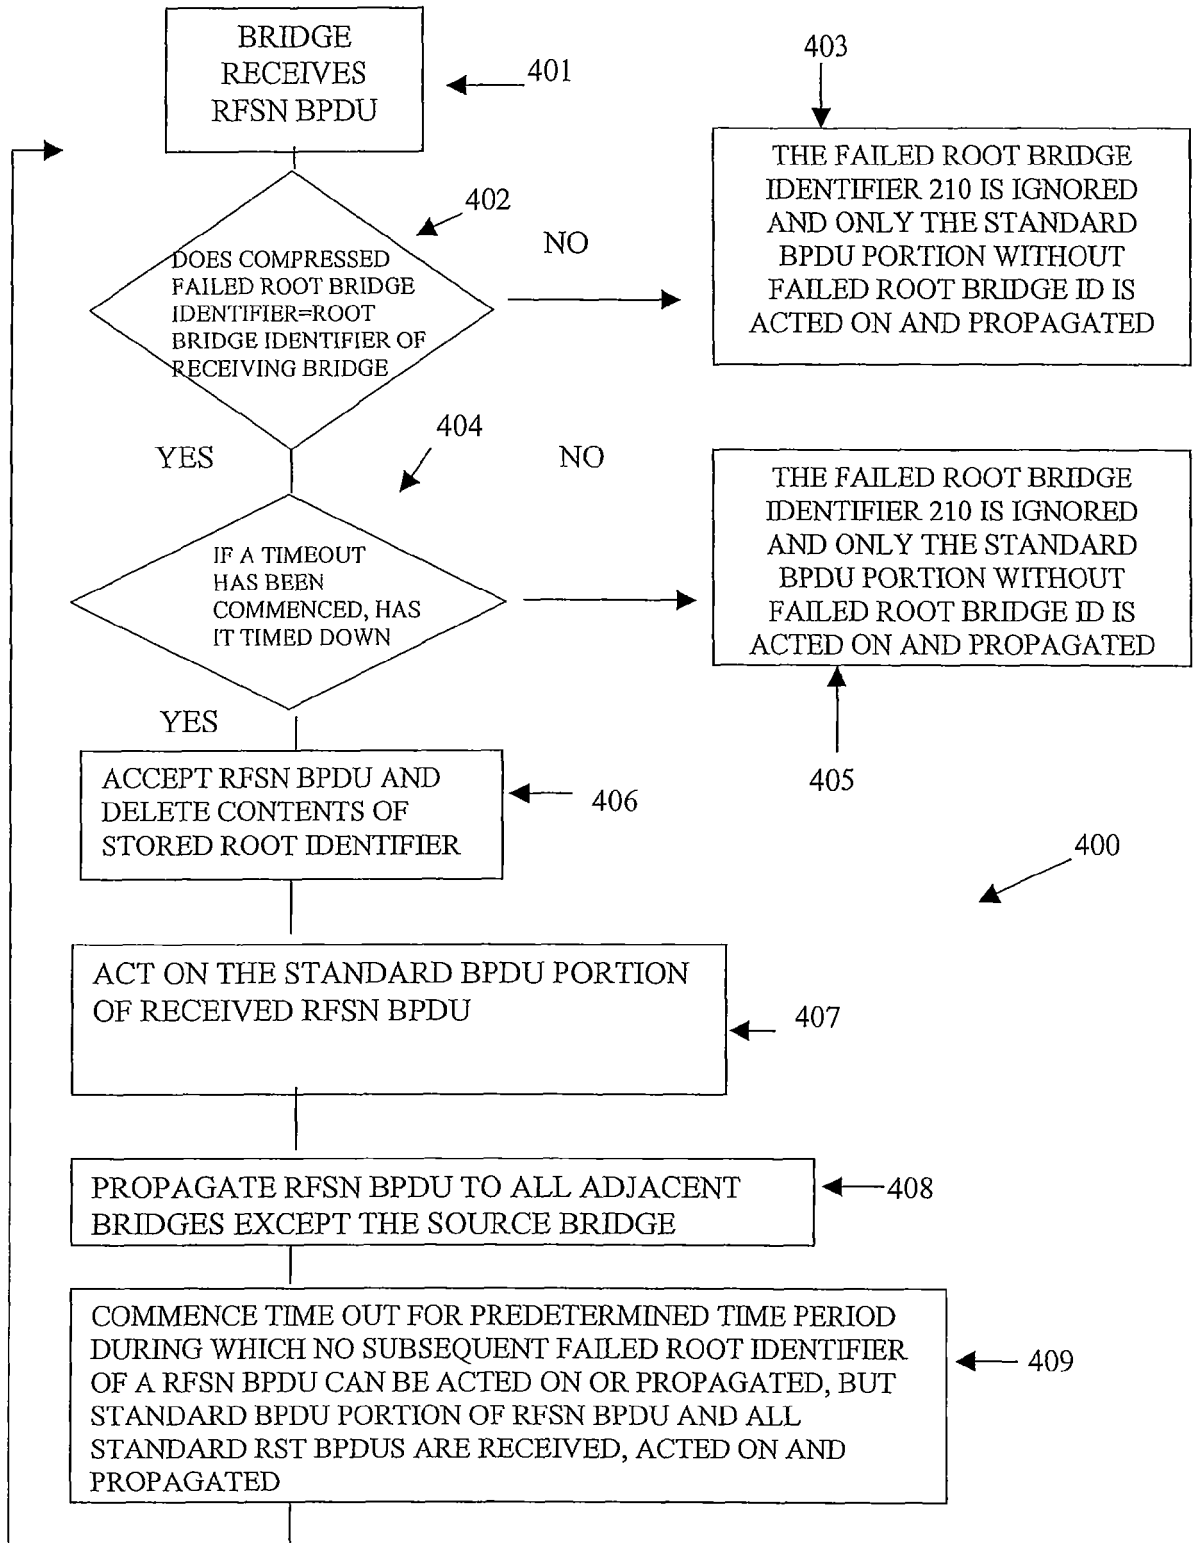 BRIDGE
RECEIVES
RFSN BPDU
401
403
THE FAILED ROOT BRIDGE
IDENTIFIER 210 IS IGNORED
AND ONLY THE STANDARD
BPDU PORTION WITHOUT
FAILED ROOT BRIDGE ID IS
ACTED ON AND PROPAGATED
402
NO
DOES COMPRESSED
FAILED ROOT BRIDGE
IDENTIFIER=ROOT
BRIDGE IDENTIFIER OF
RECEIVING BRIDGE
404
YES
NO
THE FAILED ROOT BRIDGE
IDENTIFIER 210 IS IGNORED
AND ONLY THE STANDARD
BPDU PORTION WITHOUT
FAILED ROOT BRIDGE ID IS
ACTED ON AND PROPAGATED
IF A TIMEOUT
HAS BEEN
COMMENCED, HAS
IT TIMED DOWN
YES
405
ACCEPT RFSN BPDU AND
DELETE CONTENTS OF
STORED ROOT IDENTIFIER
406
400
ACT ON THE STANDARD BPDU PORTION
OF RECEIVED RFSN BPDU
407
PROPAGATE RFSN BPDU TO ALL ADJACENT
BRIDGES EXCEPT THE SOURCE BRIDGE
408
COMMENCE TIME OUT FOR PREDETERMINED TIME PERIOD
DURING WHICH NO SUBSEQUENT FAILED ROOT IDENTIFIER
OF A RFSN BPDU CAN BE ACTED ON OR PROPAGATED, BUT
STANDARD BPDU PORTION OF RFSN BPDU AND ALL
STANDARD RST BPDUS ARE RECEIVED, ACTED ON AND
PROPAGATED
409